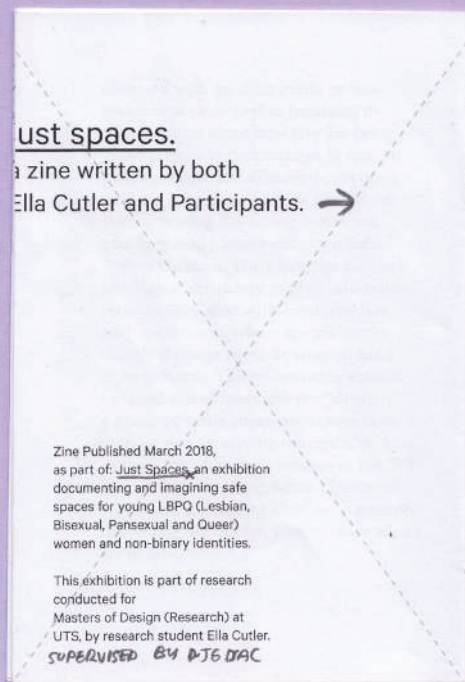 ust spaces.
a zine written by both
Ella Cutler and Participants. →
Zine Published March 2018,
as part of: Just Spaces, an exhibition
documenting and imagining safe
spaces for young LBPQ (Lesbian,
Bisexual, Pansexual and Queer)
women and non-binary identities.
This exhibition is part of research
conducted for
Masters of Design (Research) at
UTS, by research student Ella Cutler.
SUPERVISED BY